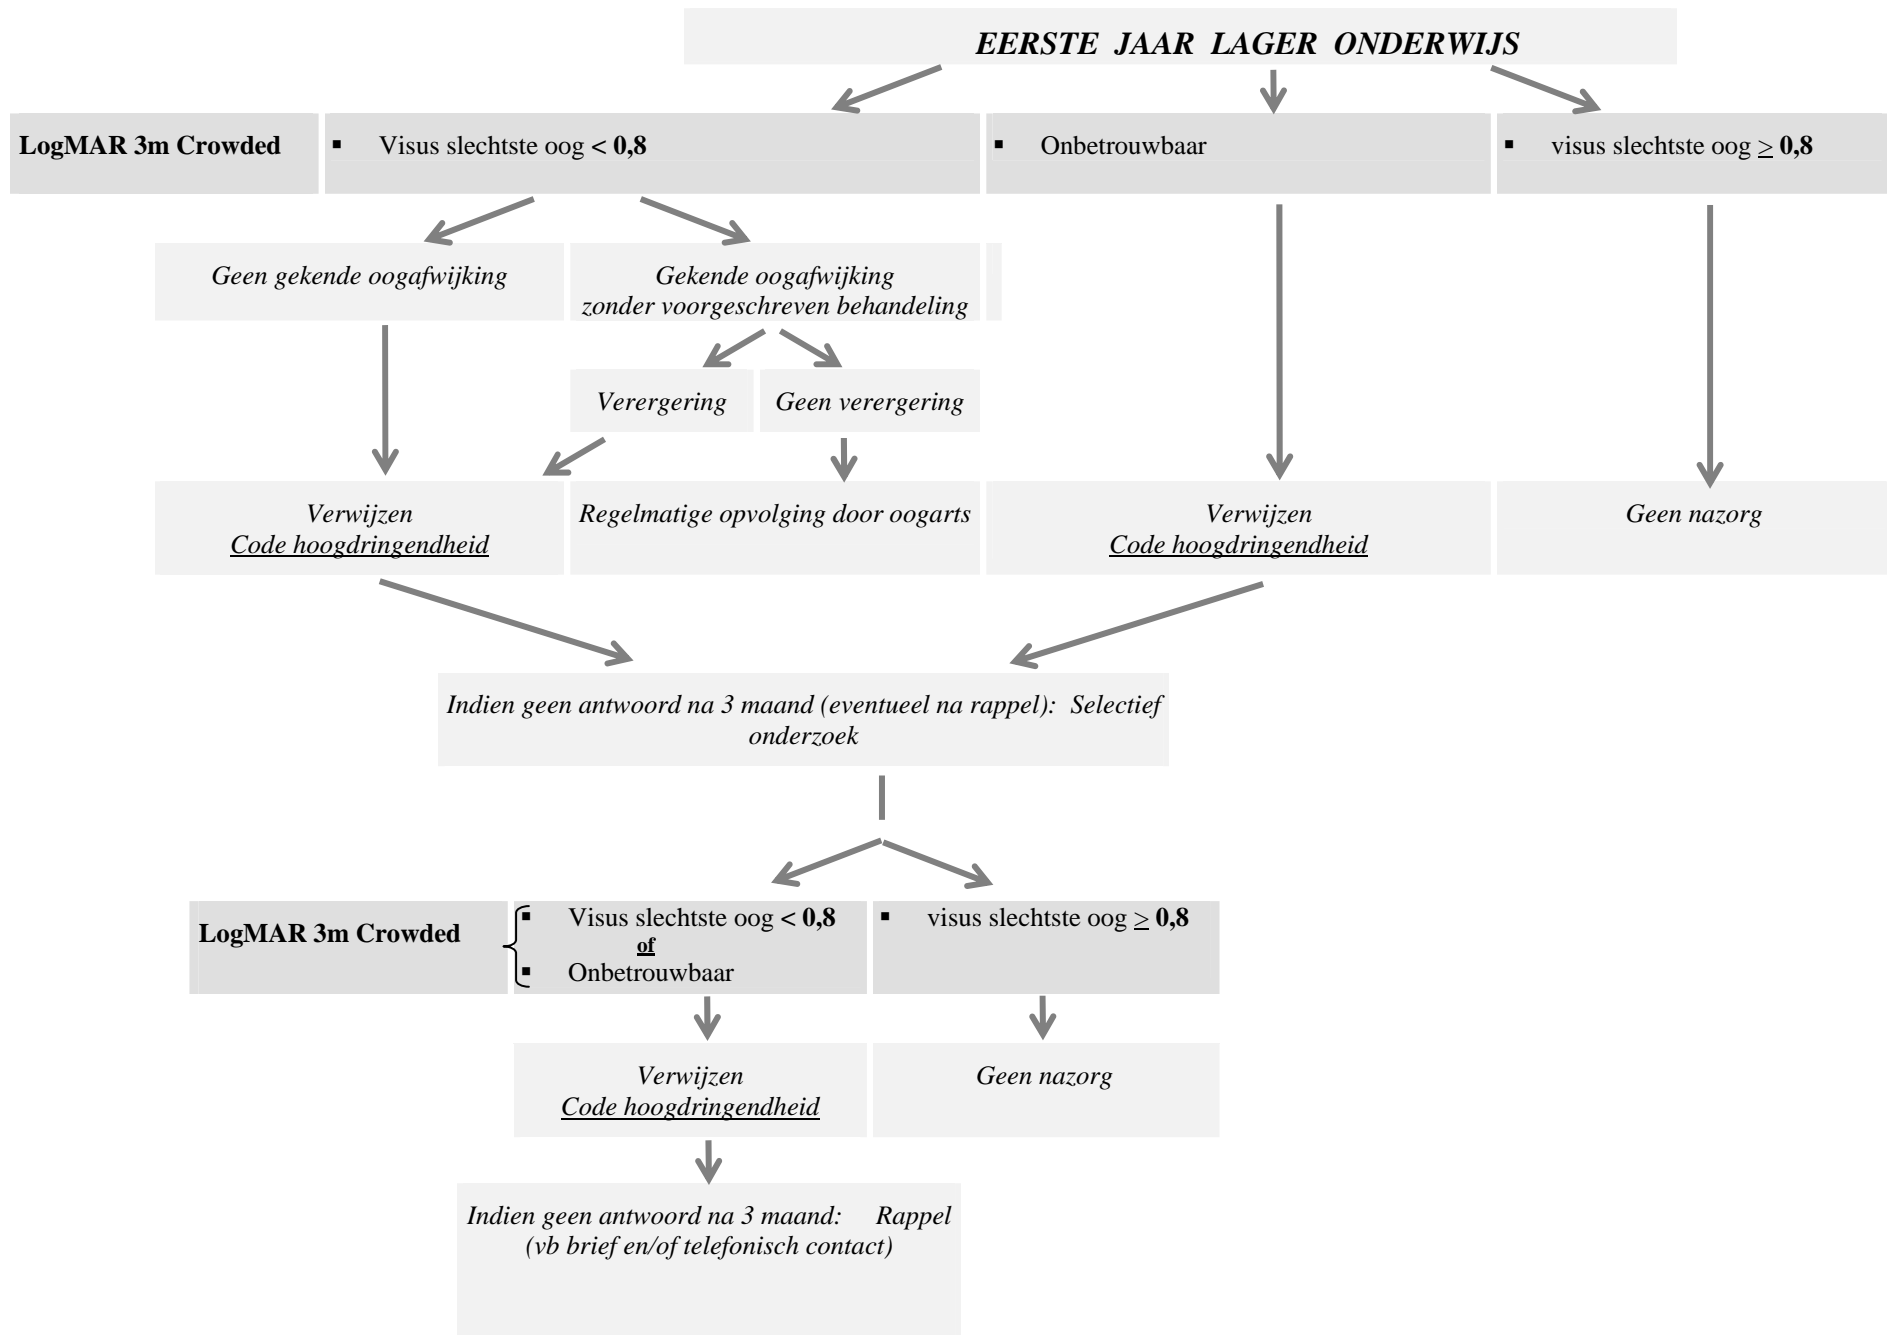 EERSTE JAAR LAGER ONDERWIJS
LogMAR 3m Crowded
▪ Visus slechtste oog < 0,8
▪ Onbetrouwbaar
▪ visus slechtste oog ≥ 0,8
Geen gekende oogafwijking
Gekende oogafwijking
zonder voorgeschreven behandeling
Verergering
Geen verergering
Verwijzen
Code hoogdringendheid
Regelmatige opvolging door oogarts
Verwijzen
Code hoogdringendheid
Geen nazorg
Indien geen antwoord na 3 maand (eventueel na rappel): Selectief
onderzoek
LogMAR 3m Crowded
▪ Visus slechtste oog < 0,8
of
▪ Onbetrouwbaar
▪ visus slechtste oog ≥ 0,8
Verwijzen
Code hoogdringendheid
Geen nazorg
Indien geen antwoord na 3 maand: Rappel
(vb brief en/of telefonisch contact)